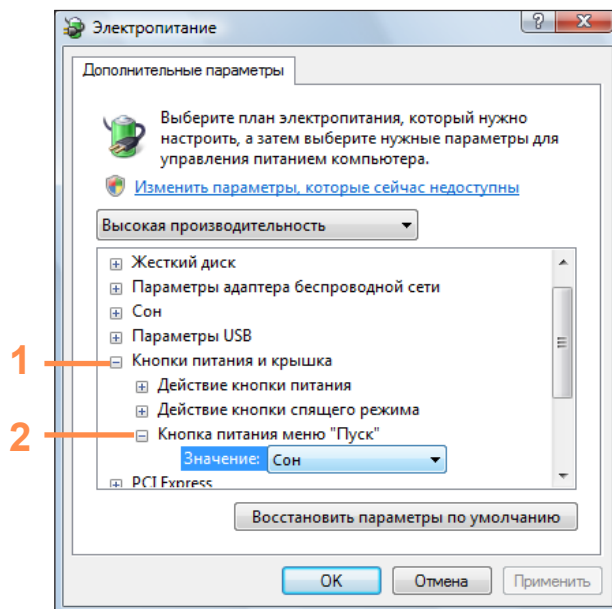 Электропитание
Дополнительные параметры
Выберите план электропитания, который нужно
настроить, а затем выберите нужные параметры для
управления питанием компьютера.
Изменить параметры, которые сейчас недоступны
Высокая производительность
Жесткий диск
Параметры адаптера беспроводной сети
Сон
Параметры USB
1 Кнопки питания и крышка
Действие кнопки питания
Действие кнопки спящего режима
2 Кнопка питания меню "Пуск"
Значение: Сон
PCI Express
Восстановить параметры по умолчанию
OK Отмена Применить